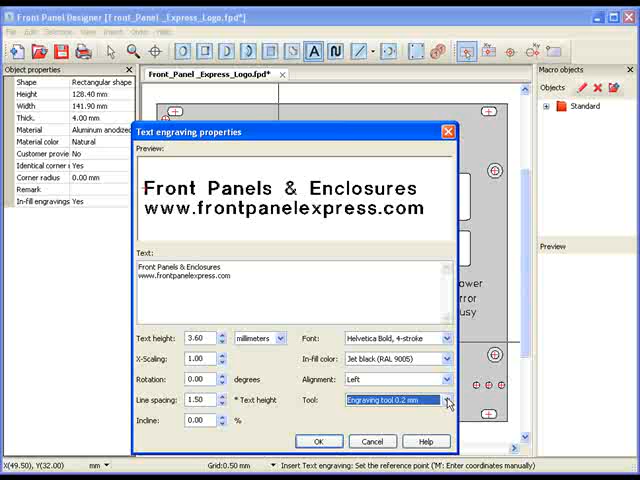 Front Panel Designer [Front_Panel _Express_Logo.fpd*]
Object properties
Front_Panel _Express_Logo.fpd*
Macro objects
Shape Rectangular shape
Height 128.40 mm
Width 141.90 mm
Thick. 4.00 mm
Material Aluminum anodized
Material color Natural
Customer provie No
Identical corner r Yes
Corner radius 0.00 mm
Remark
In-fill engravings Yes
Objects
Standard
Preview
Text engraving properties
Preview:
Front Panels & Enclosures
www.frontpanelexpress.com
Text:
Front Panels & Enclosures
www.frontpanelexpress.com
Text height: 3.60 millimeters Font: Helvetica Bold, 4-stroke
X-Scaling: 1.00 In-fill color: Jet black (RAL 9005)
Rotation: 0.00 degrees Alignment: Left
Line spacing: 1.50 * Text height Tool: Engraving tool 0.2 mm
Incline: 0.00 %
OK Cancel Help
ower
rror
usy
X(49.50), Y(32.00) mm Grid:0.50 mm Insert Text engraving: Set the reference point ('M': Enter coordinates manually)